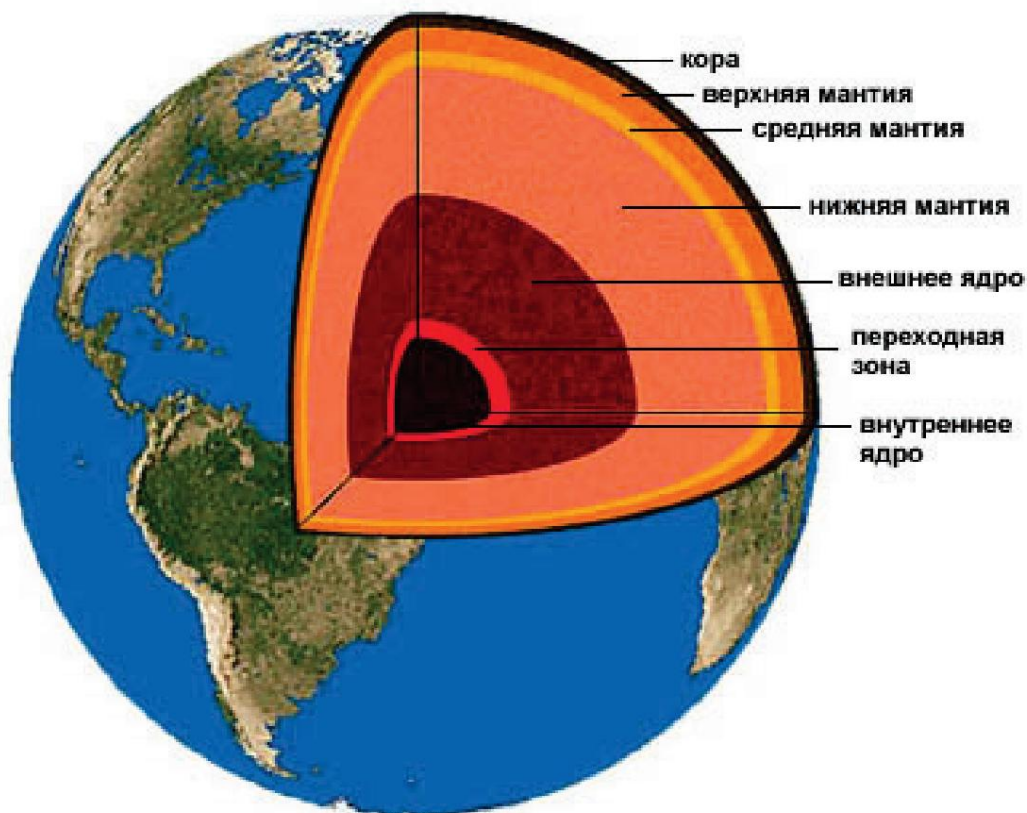 кора
верхняя мантия
средняя мантия
нижняя мантия
внешнее ядро
переходная
зона
внутреннее
ядро